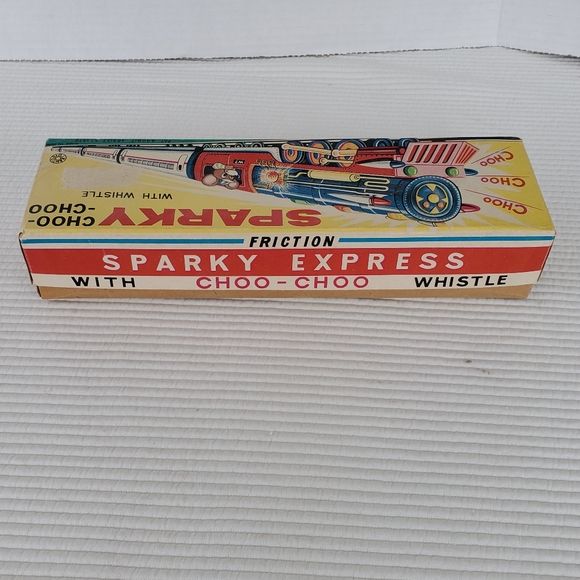 CHOO-
-CHOO
SPARKY
WITH WHISTLE
CHOO
CHOO
CHOO
FRICTION
SPARKY EXPRESS
WITH CHOO-CHOO WHISTLE